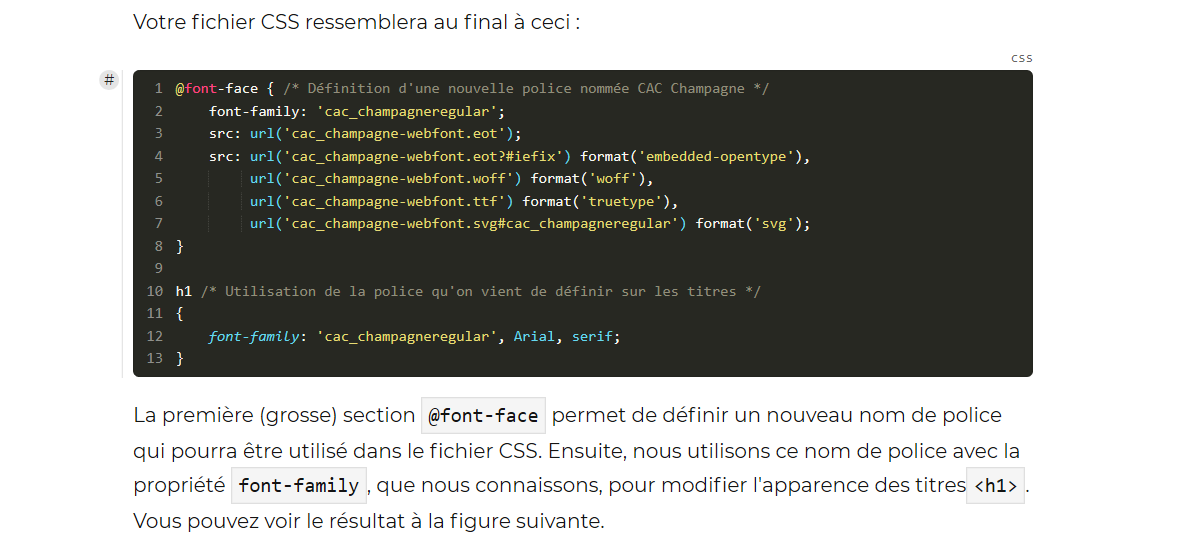 Votre fichier CSS ressemblera au final à ceci :
css
#
1 @font-face { /* Définition d'une nouvelle police nommée CAC Champagne */
2 font-family: 'cac_champagneregular';
3 src: url('cac_champagne-webfont.eot');
4 src: url('cac_champagne-webfont.eot?#iefix') format('embedded-opentype'),
5 url('cac_champagne-webfont.woff') format('woff'),
6 url('cac_champagne-webfont.ttf') format('truetype'),
7 url('cac_champagne-webfont.svg#cac_champagneregular') format('svg');
8 }
9
10 h1 /* Utilisation de la police qu'on vient de définir sur les titres */
11 {
12 font-family: 'cac_champagneregular', Arial, serif;
13 }
La première (grosse) section @font-face permet de définir un nouveau nom de police
qui pourra être utilisé dans le fichier CSS. Ensuite, nous utilisons ce nom de police avec la
propriété font-family , que nous connaissons, pour modifier l'apparence des titres <h1> .
Vous pouvez voir le résultat à la figure suivante.